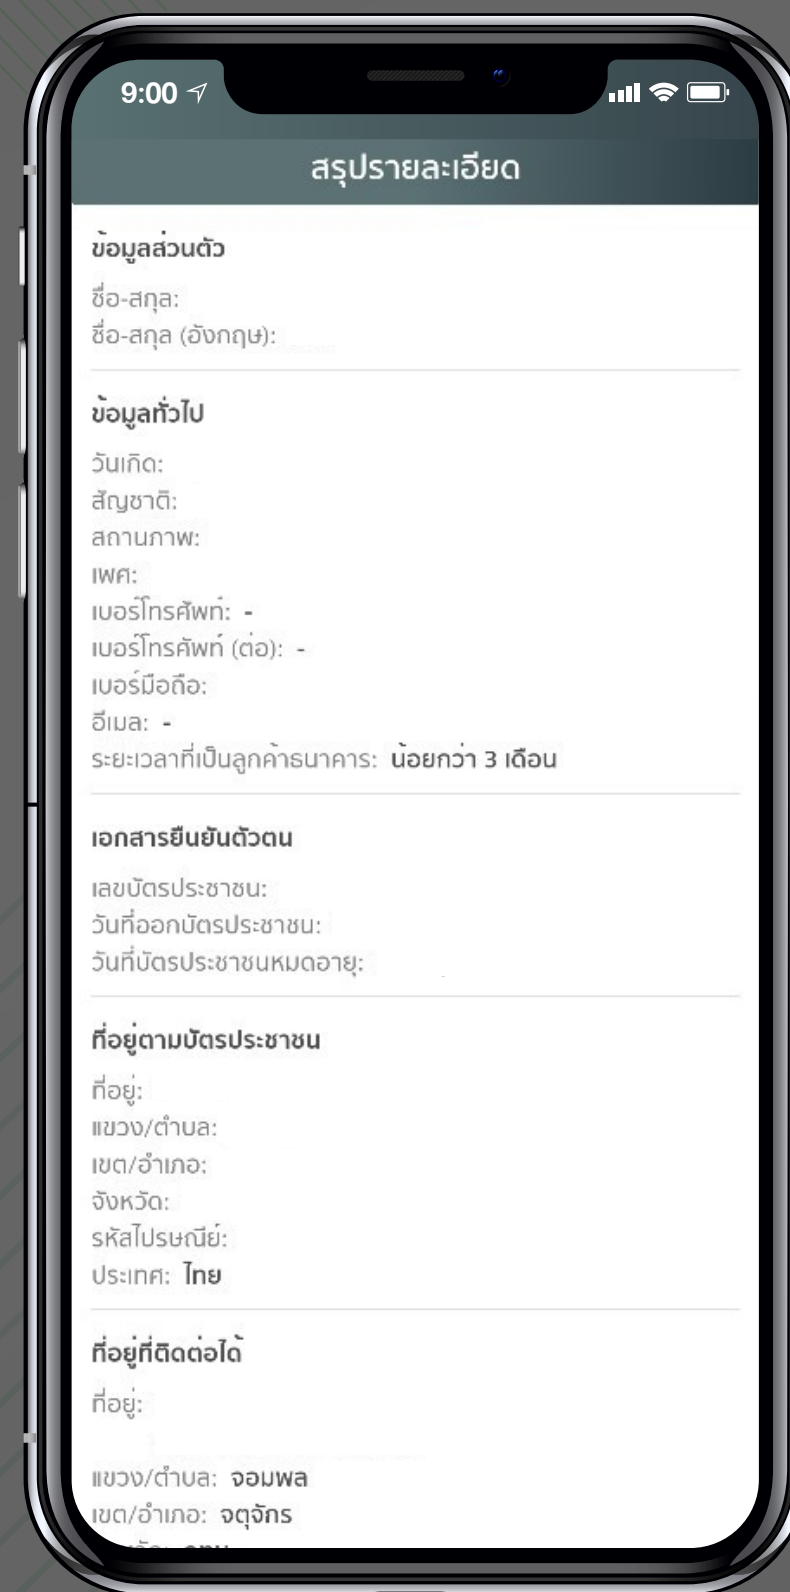 9:00
สรุปรายละเอียด
ข้อมูลส่วนตัว
ชื่อ-สกุล:
ชื่อ-สกุล (อังกฤษ):
ข้อมูลทั่วไป
วันเกิด:
สัญชาติ:
สถานภาพ:
เพศ:
เบอร์โทรศัพท์: -
เบอร์โทรศัพท์ (ต่อ): -
เบอร์มือถือ:
อีเมล: -
ระยะเวลาที่เป็นลูกค้าธนาคาร: น้อยกว่า 3 เดือน
เอกสารยืนยันตัวตน
เลขบัตรประชาชน:
วันที่ออกบัตรประชาชน:
วันที่บัตรประชาชนหมดอายุ:
ที่อยู่ตามบัตรประชาชน
ที่อยู่:
แขวง/ตำบล:
เขต/อำเภอ:
จังหวัด:
รหัสไปรษณีย์:
ประเทศ: ไทย
ที่อยู่ที่ติดต่อได้
ที่อยู่:
แขวง/ตำบล: จอมพล
เขต/อำเภอ: จตุจักร